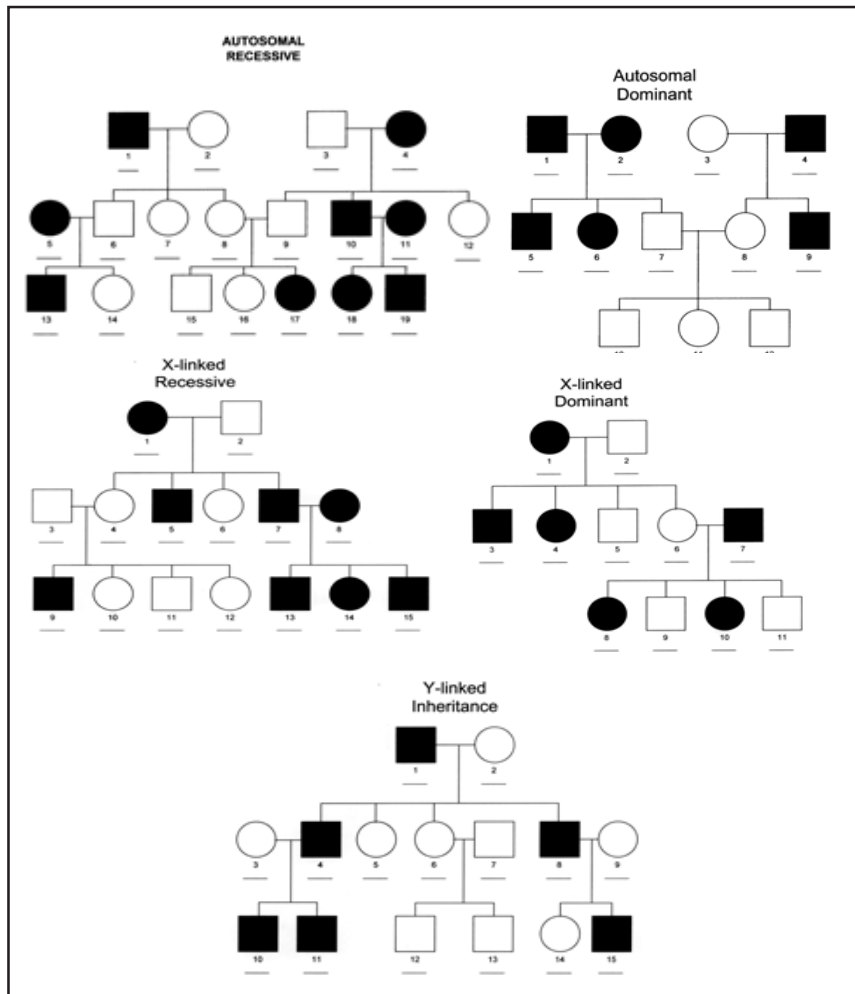 AUTOSOMAL
RECESSIVE
Autosomal
Dominant
1 2 3 4
1 2 3 4
5 6 7 8 9 10 11 12
5 6 7 8 9
13 14 15 16 17 18 19
10 11 12
X-linked
Recessive
X-linked
Dominant
1 2
1 2
3 4 5 6 7 8
3 4 5 6 7
9 10 11 12 13 14 15
8 9 10 11
Y-linked
Inheritance
1 2
3 4 5 6 7 8 9
10 11 12 13 14 15